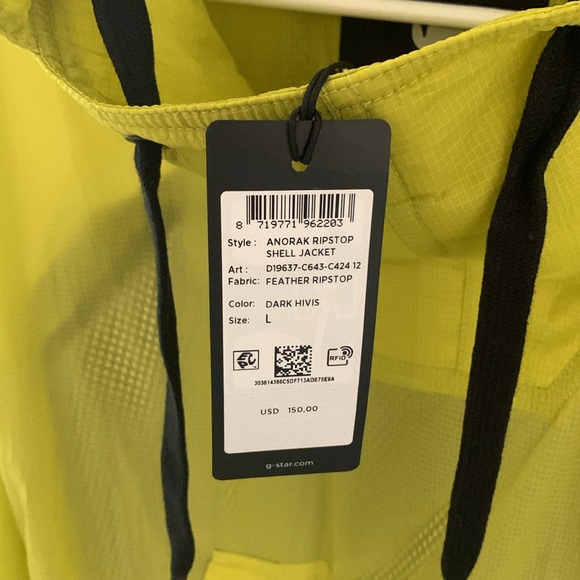 8 719771 962203
Style : ANORAK RIPSTOP
SHELL JACKET
Art : D19637-C643-C424 12
Fabric: FEATHER RIPSTOP
Color: DARK HIVIS
Size: L
RFID
303614366C5DF713ADE75E9A
USD 150,00
g-star.com